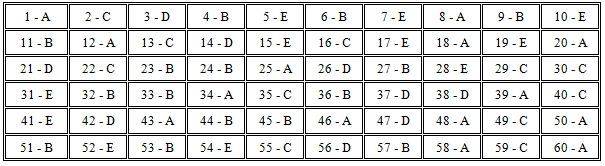 1 - A 2 - C 3 - D 4 - B 5 - E 6 - B 7 - E 8 - A 9 - B 10 - E
11 - B 12 - A 13 - C 14 - D 15 - E 16 - C 17 - E 18 - A 19 - E 20 - A
21 - D 22 - C 23 - B 24 - B 25 - A 26 - D 27 - B 28 - E 29 - C 30 - C
31 - E 32 - B 33 - B 34 - A 35 - C 36 - B 37 - D 38 - D 39 - A 40 - C
41 - E 42 - D 43 - A 44 - B 45 - B 46 - A 47 - D 48 - A 49 - C 50 - A
51 - B 52 - E 53 - B 54 - E 55 - C 56 - D 57 - B 58 - A 59 - C 60 - A